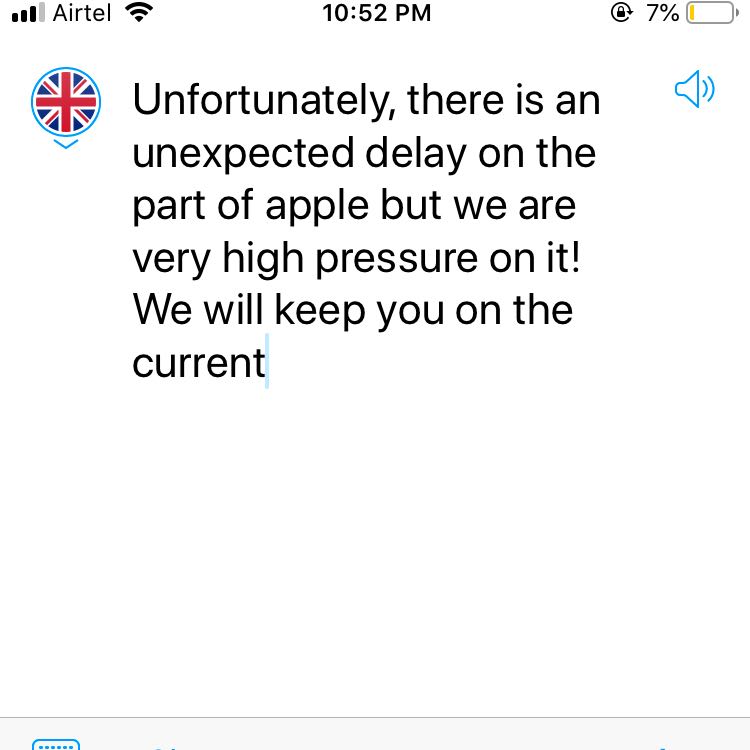 Airtel 10:52 PM 7%
Unfortunately, there is an
unexpected delay on the
part of apple but we are
very high pressure on it!
We will keep you on the
current